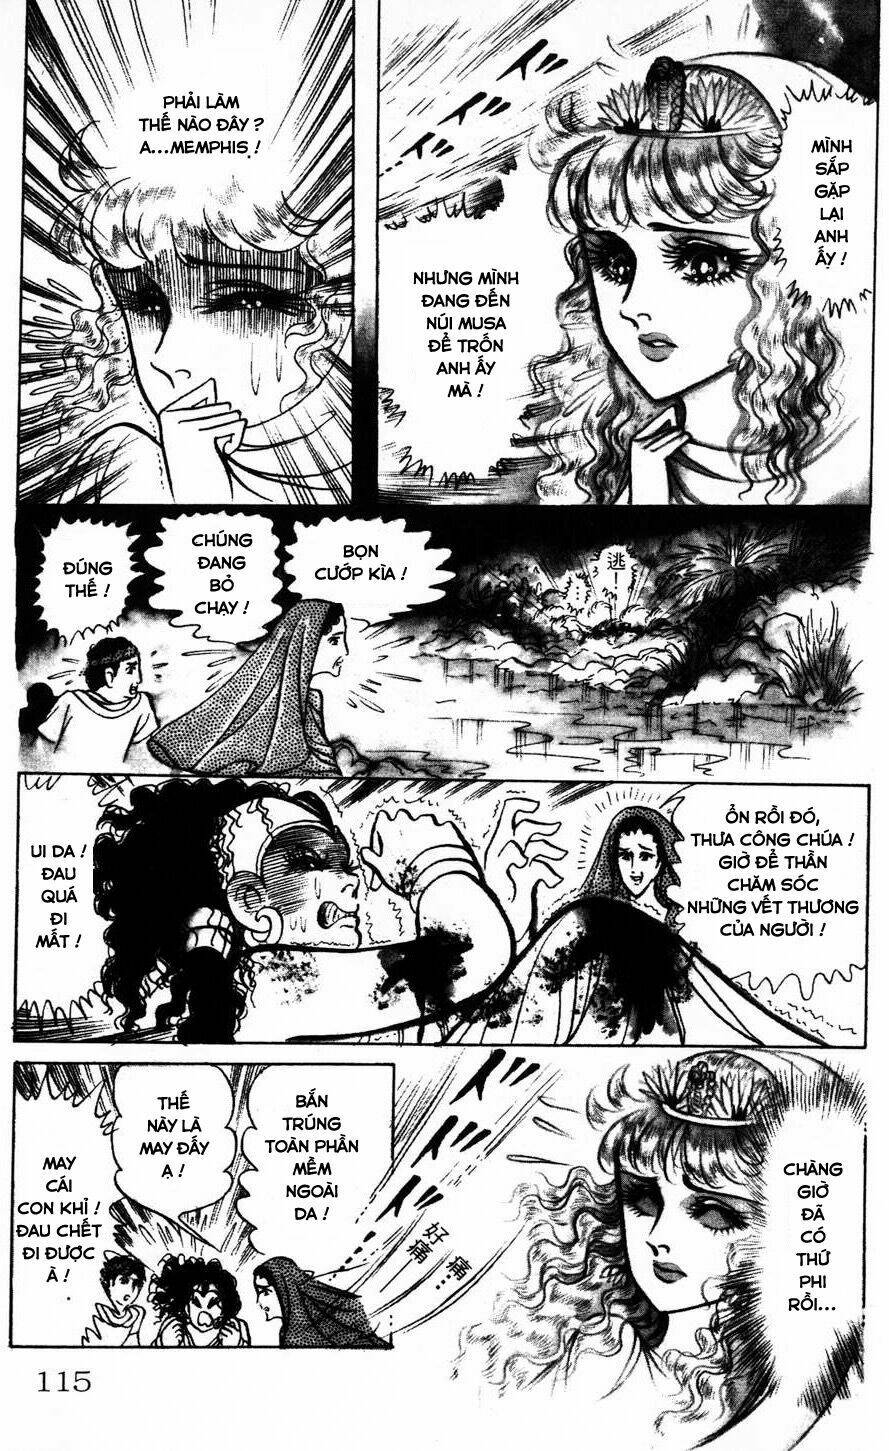 MÌNH
SẮP
GẶP
LẠI
ANH
ẤY !
NHƯNG MÌNH
ĐANG ĐẾN
NÚI MUSA
ĐỂ TRỐN
ANH ẤY
MÀ !
PHẢI LÀM
THẾ NÀO ĐÂY ?
A...MEMPHIS !
逃
BỌN
CƯỚP KÌA !
CHÚNG
ĐANG
BỎ
CHẠY !
ĐÚNG
THẾ !
ỔN RỒI ĐÓ,
THƯA CÔNG CHÚA !
GIỜ ĐỂ THẦN
CHĂM SÓC
NHỮNG VẾT THƯƠNG
CỦA NGƯỜI !
UI DA !
ĐAU
QUÁ
ĐI
MẤT !
CHÀNG
GIỜ
ĐÃ
CÓ
THỨ
PHI
RỒI...
痛...
好痛
BẮN
TRÚNG
TOÀN PHẦN
MỀM
NGOÀI
DA !
THẾ
NÀY LÀ
MAY ĐẤY
Ạ !
MAY
CÁI
CON KHỈ !
ĐAU CHẾT
ĐI ĐƯỢC
À !
115